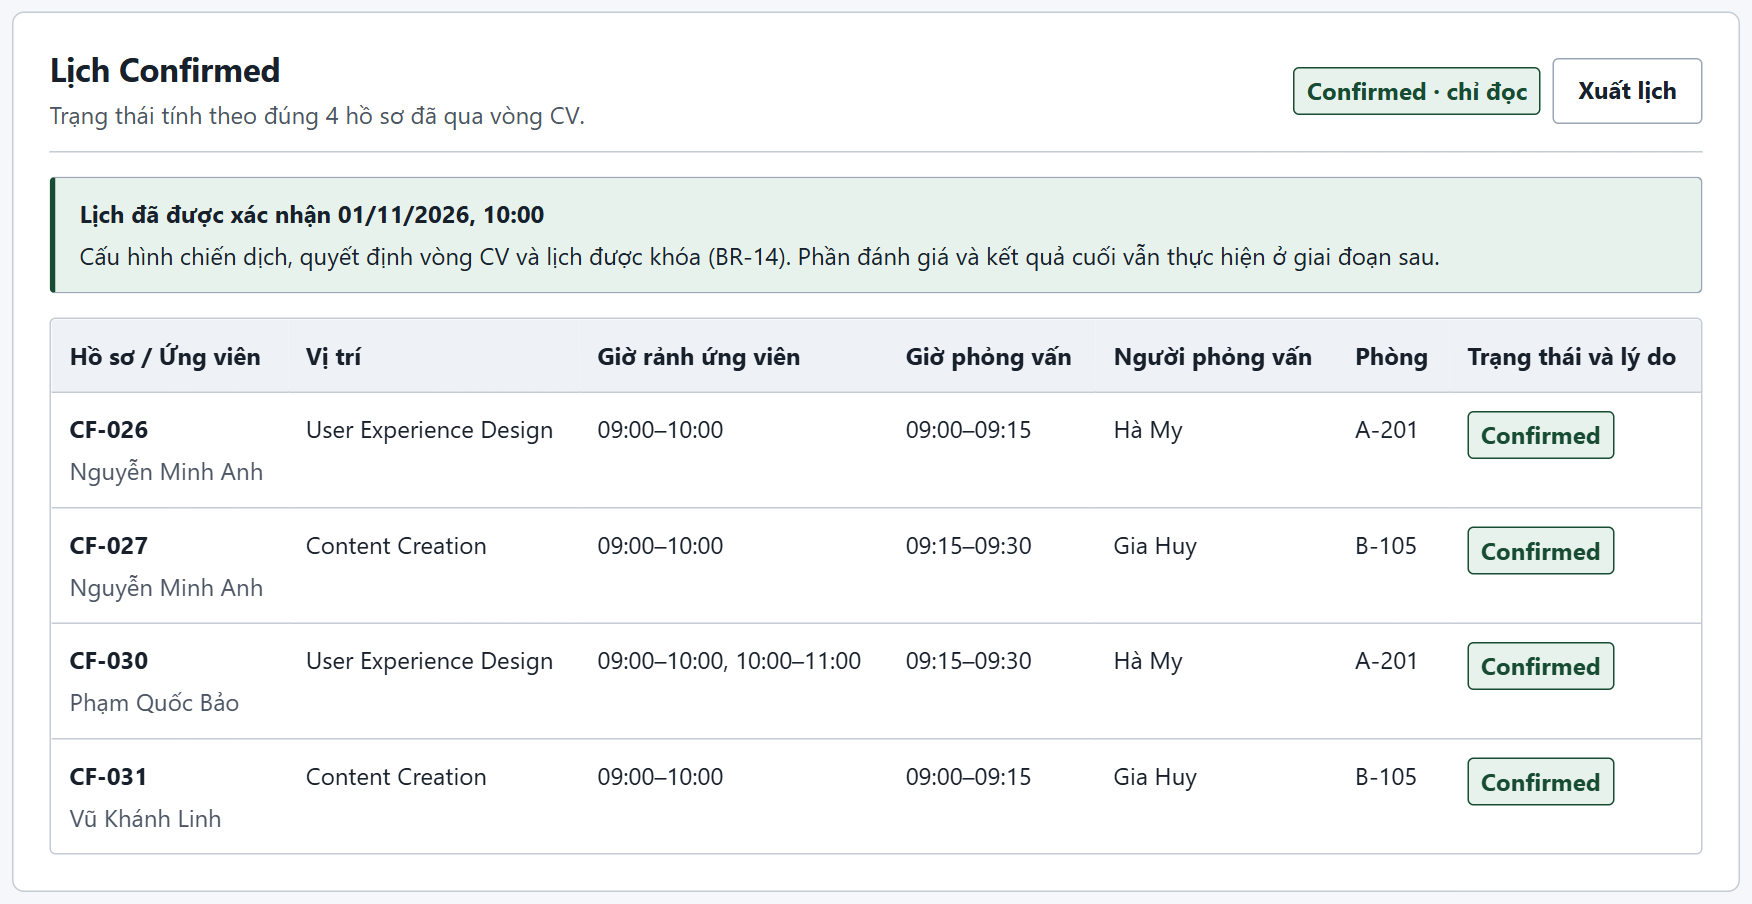 Lịch Confirmed
Trạng thái tính theo đúng 4 hồ sơ đã qua vòng CV.
Confirmed · chỉ đọc
Xuất lịch
Lịch đã được xác nhận 01/11/2026, 10:00
Cấu hình chiến dịch, quyết định vòng CV và lịch được khóa (BR-14). Phần đánh giá và kết quả cuối vẫn thực hiện ở giai đoạn sau.
Hồ sơ / Ứng viên Vị trí Giờ rảnh ứng viên Giờ phỏng vấn Người phỏng vấn Phòng Trạng thái và lý do
CF-026 User Experience Design 09:00–10:00 09:00–09:15 Hà My A-201 Confirmed
Nguyễn Minh Anh
CF-027 Content Creation 09:00–10:00 09:15–09:30 Gia Huy B-105 Confirmed
Nguyễn Minh Anh
CF-030 User Experience Design 09:00–10:00, 10:00–11:00 09:15–09:30 Hà My A-201 Confirmed
Phạm Quốc Bảo
CF-031 Content Creation 09:00–10:00 09:00–09:15 Gia Huy B-105 Confirmed
Vũ Khánh Linh